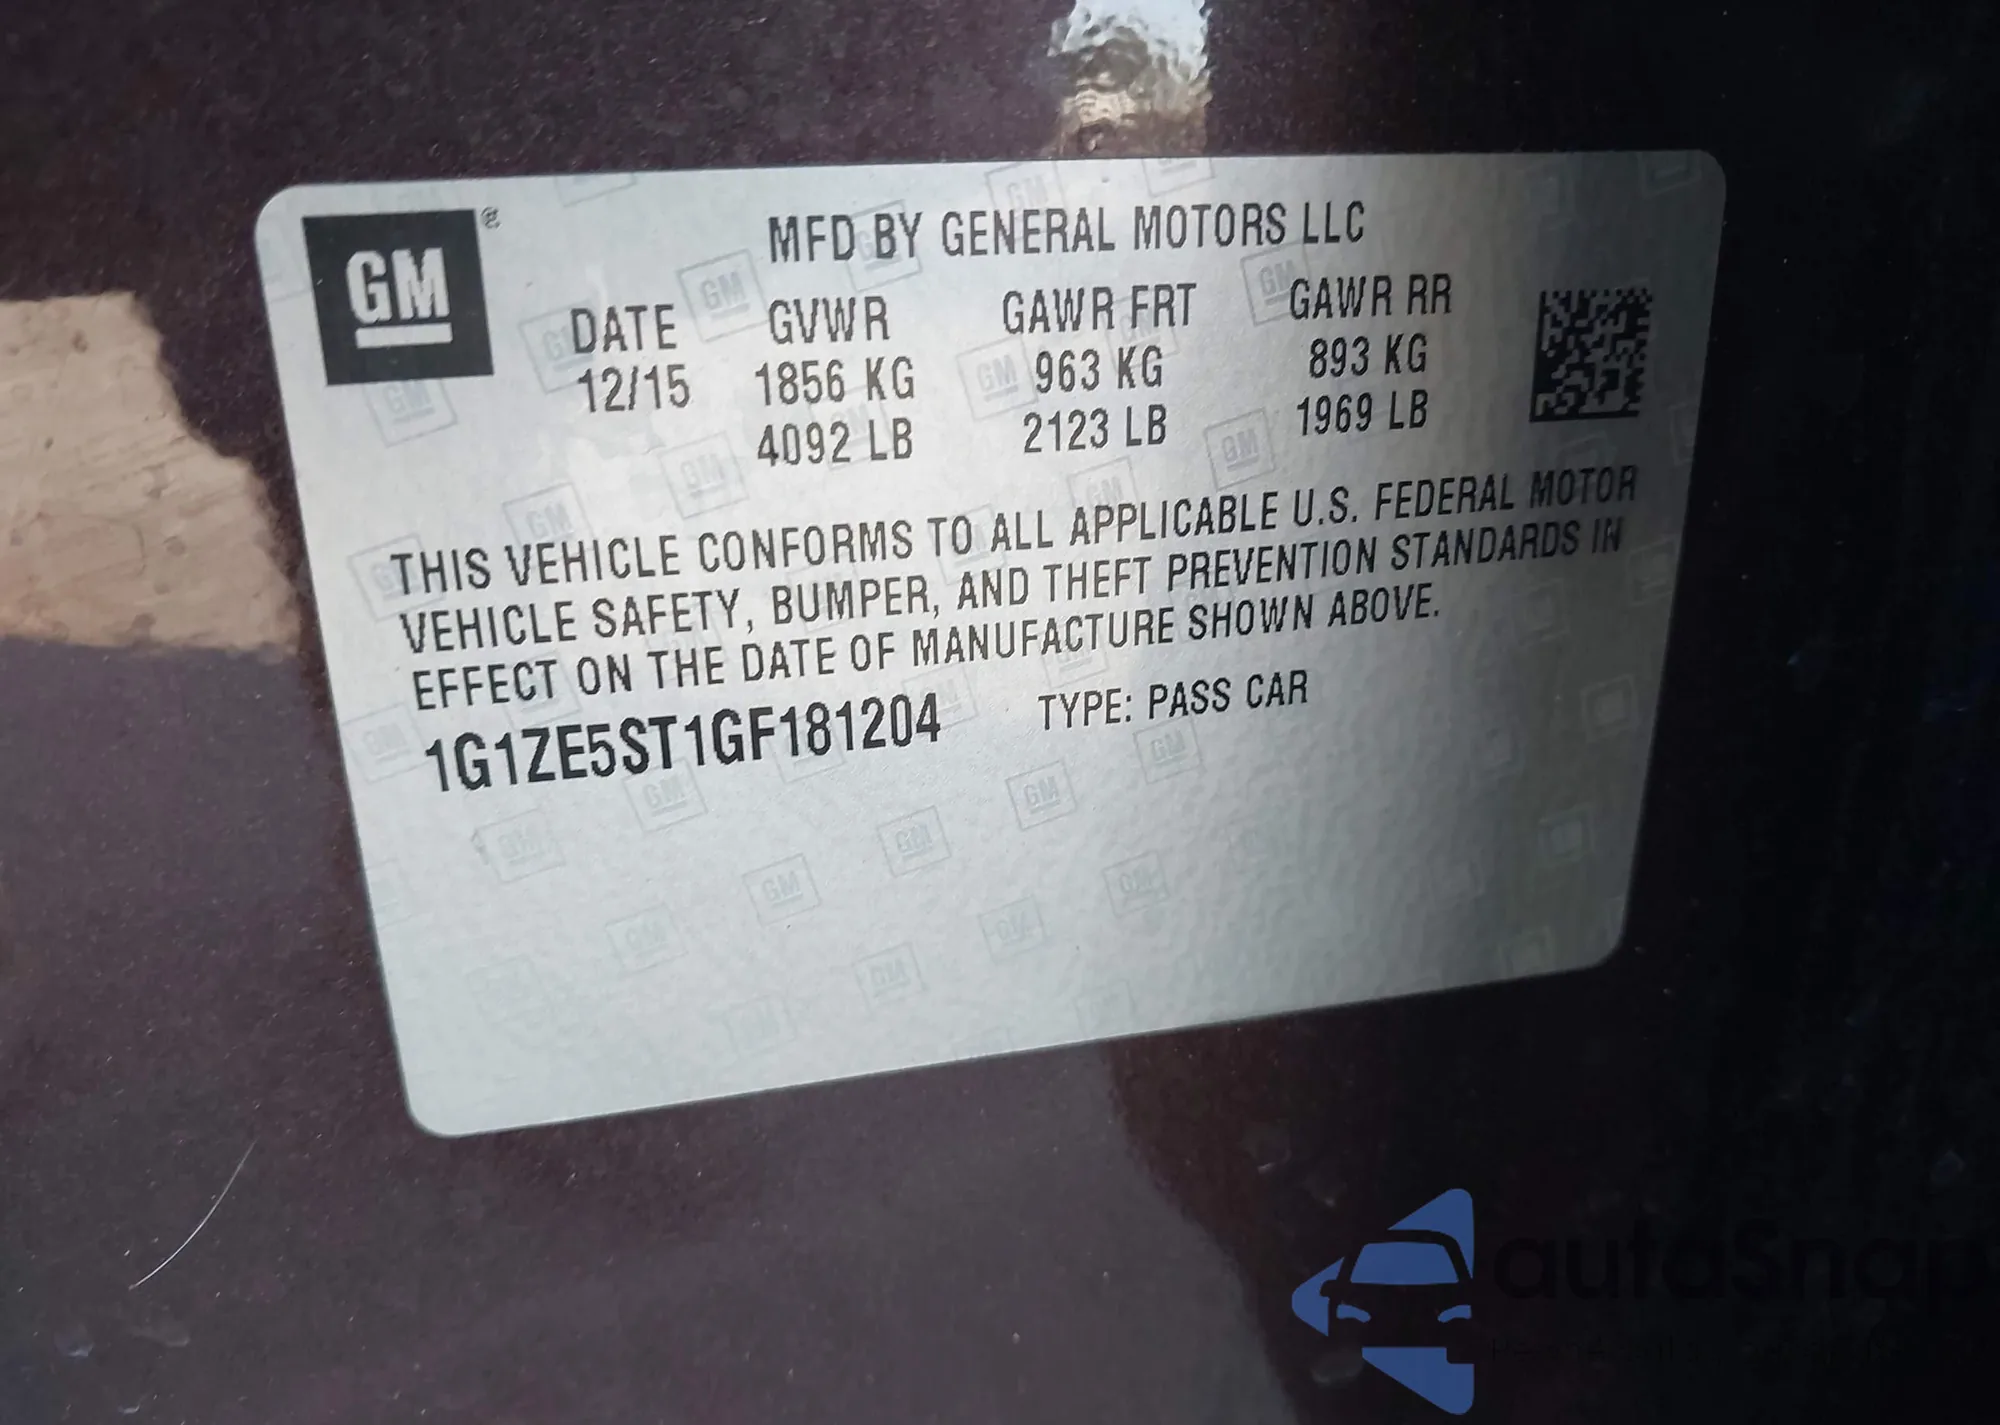 GM ®
MFD BY GENERAL MOTORS LLC
DATE GVWR GAWR FRT GAWR RR
12/15 1856 KG 963 KG 893 KG
4092 LB 2123 LB 1969 LB
THIS VEHICLE CONFORMS TO ALL APPLICABLE U.S. FEDERAL MOTOR
VEHICLE SAFETY, BUMPER, AND THEFT PREVENTION STANDARDS IN
EFFECT ON THE DATE OF MANUFACTURE SHOWN ABOVE.
1G1ZE5ST1GF181204 TYPE: PASS CAR
autoSnap